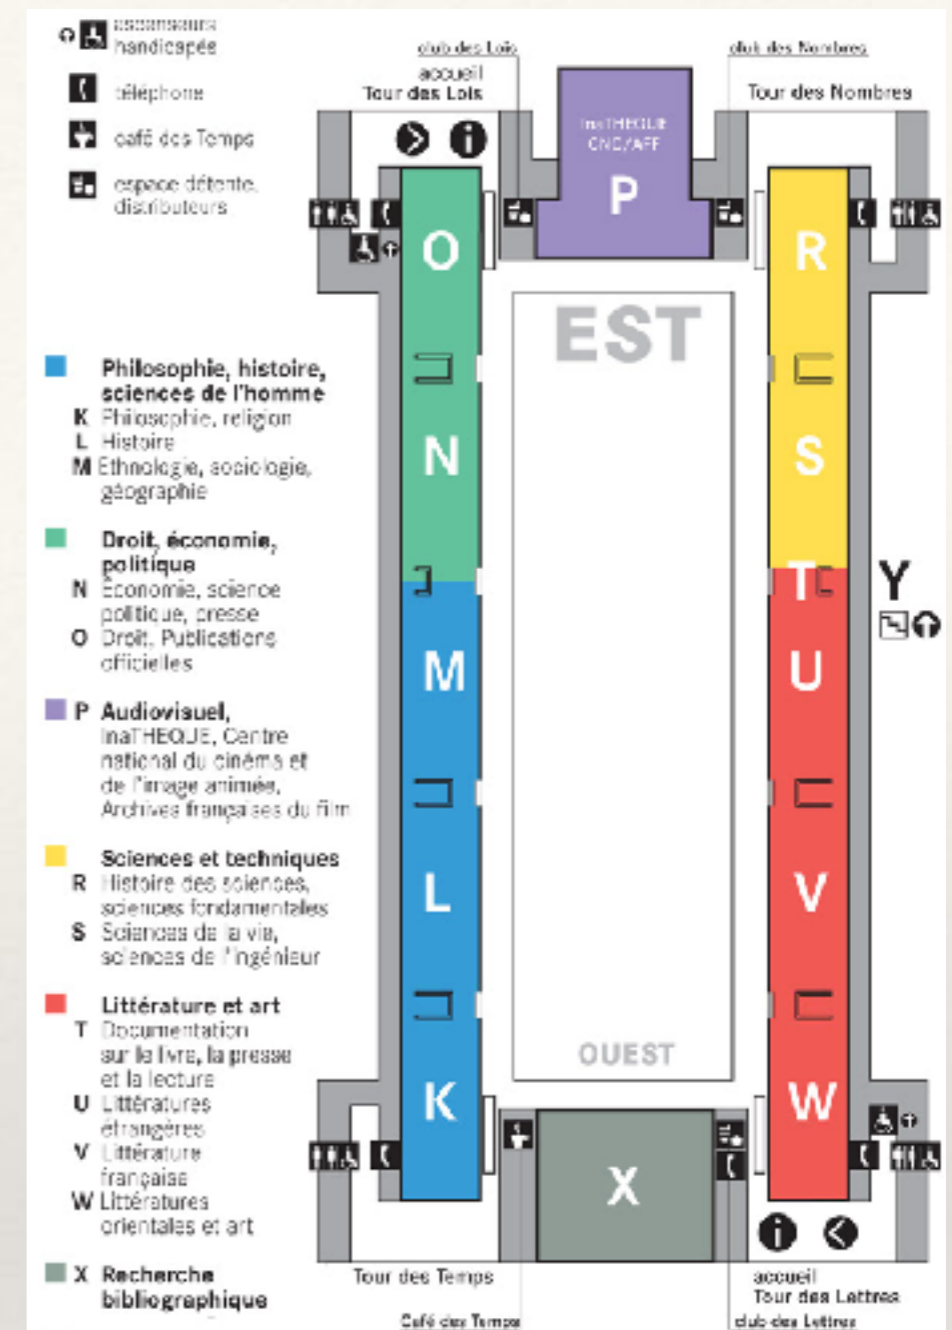 ascenseurs
handicapés
téléphone
café des Temps
espace détente,
distributeurs
Philosophie, histoire,
sciences de l'homme
K Philosophie, religion
L Histoire
M Ethnologie, sociologie,
géographie
Droit, économie,
politique
N Économie, science
politique, presse
O Droit, Publications
officielles
P Audiovisuel,
InaTHEQUE, Centre
national du cinéma et
de l'image animée,
Archives françaises du film
Sciences et techniques
R Histoire des sciences,
sciences fondamentales
S Sciences de la vie,
sciences de l'ingénieur
Littérature et art
T Documentation
sur le livre, la presse
et la lecture
U Littératures
étrangères
V Littérature
française
W Littératures
orientales et art
X Recherche
bibliographique
club des Lois
accueil
Tour des Lois
club des Nombres
Tour des Nombres
InaTHEQUE
CNC/AFF
P
O
R
EST
N
S
T
Y
M
U
L
V
OUEST
K
W
X
Tour des Temps
Café des Temps
accueil
Tour des Lettres
club des Lettres